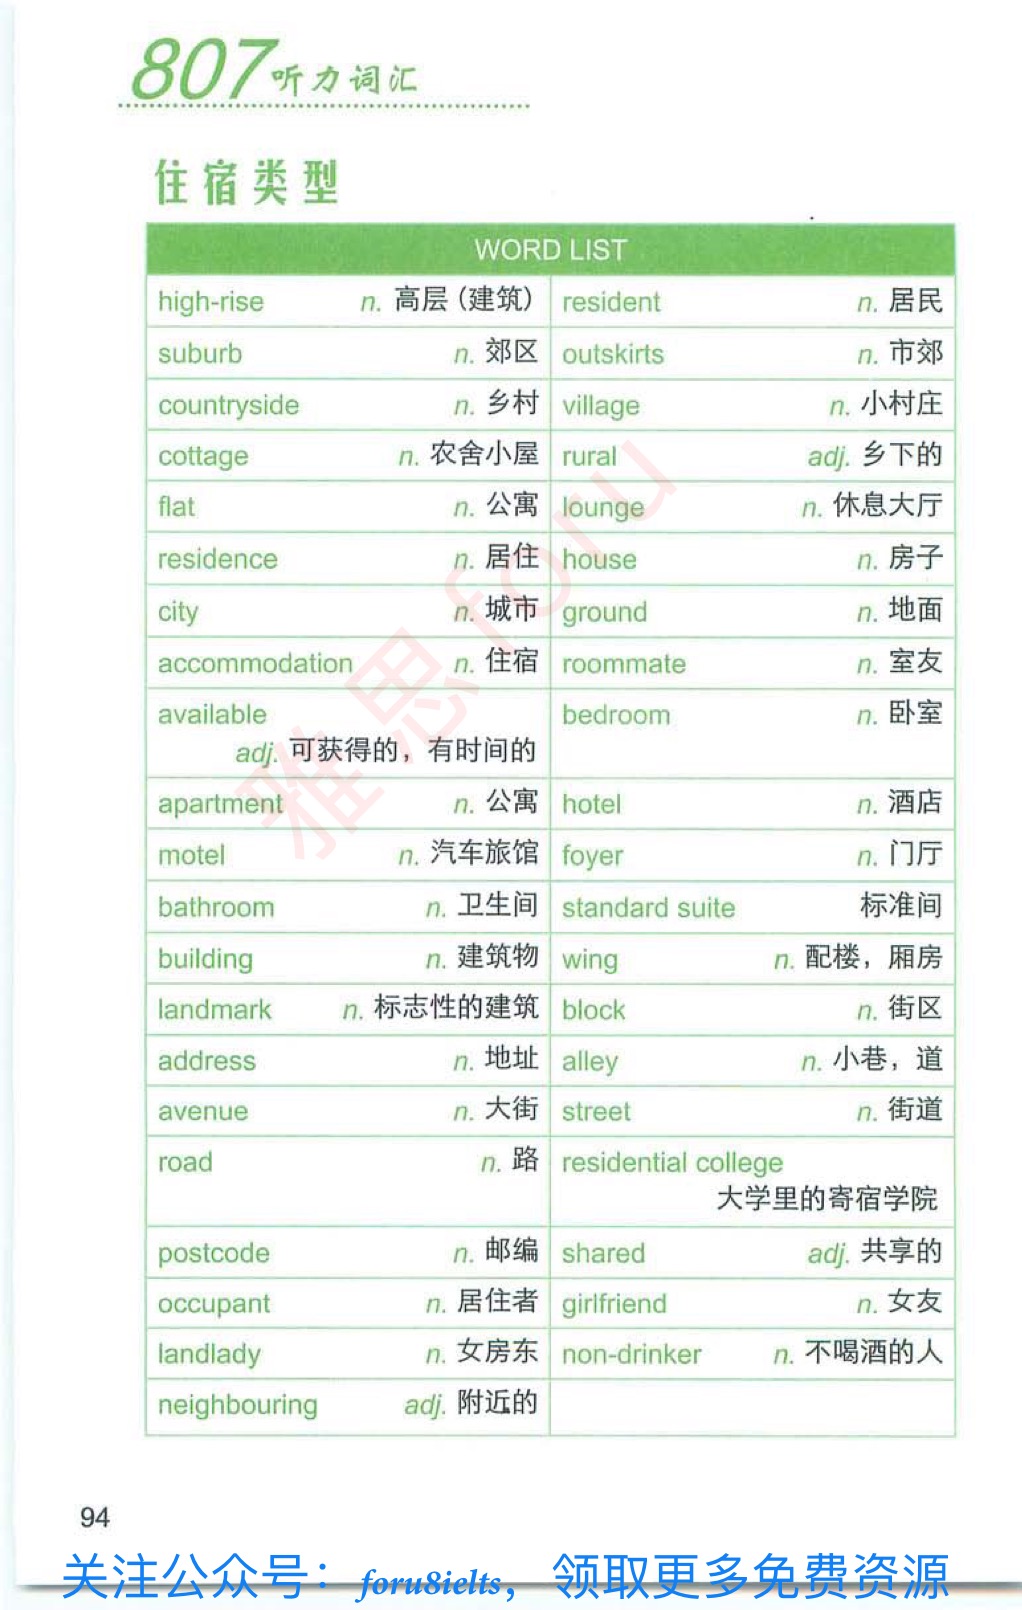 807听力词汇
住宿类型
WORD LIST
high-rise n. 高层（建筑） resident n. 居民
suburb n. 郊区 outskirts n. 市郊
countryside n. 乡村 village n. 小村庄
cottage n. 农舍小屋 rural adj. 乡下的
flat n. 公寓 lounge n. 休息大厅
residence n. 居住 house n. 房子
city n. 城市 ground n. 地面
accommodation n. 住宿 roommate n. 室友
available bedroom n. 卧室
adj. 可获得的，有时间的
apartment n. 公寓 hotel n. 酒店
motel n. 汽车旅馆 foyer n. 门厅
bathroom n. 卫生间 standard suite 标准间
building n. 建筑物 wing n. 配楼，厢房
landmark n. 标志性的建筑 block n. 街区
address n. 地址 alley n. 小巷，道
avenue n. 大街 street n. 街道
road n. 路 residential college
大学里的寄宿学院
postcode n. 邮编 shared adj. 共享的
occupant n. 居住者 girlfriend n. 女友
landlady n. 女房东 non-drinker n. 不喝酒的人
neighbouring adj. 附近的
雅思foru
94
关注公众号：foru8ielts，领取更多免费资源